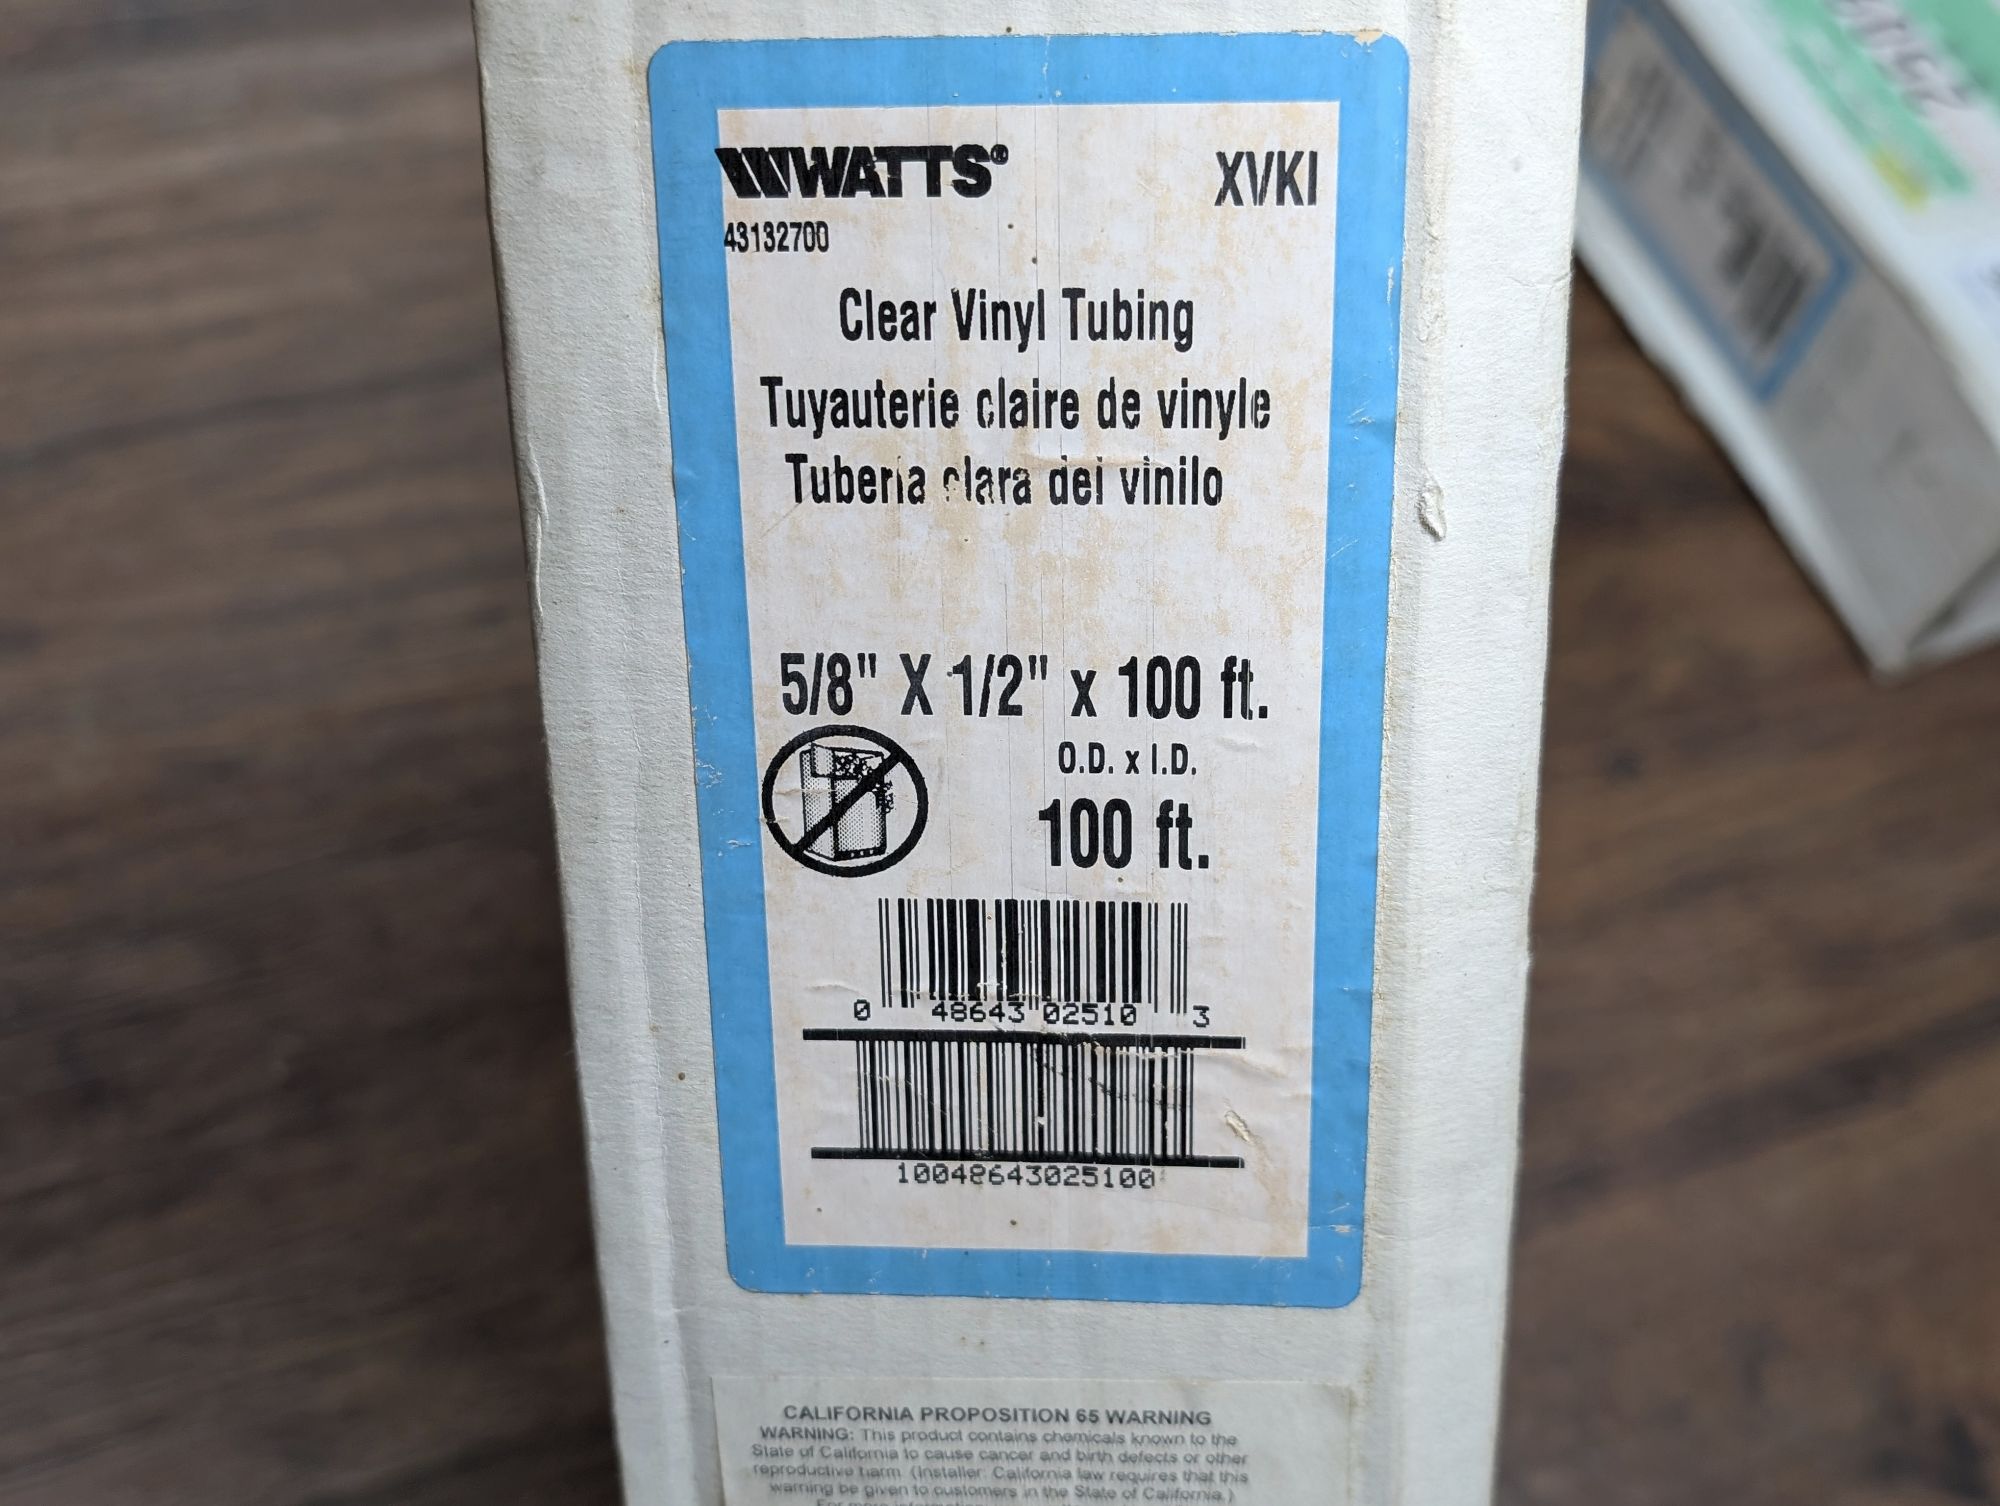 WATTS® XVKI
43132700
Clear Vinyl Tubing
Tuyauterie claire de vinyle
Tuberia clara del vinilo
5/8" X 1/2" x 100 ft.
O.D. x I.D.
100 ft.
0 48643 02510 3
10048643025100
CALIFORNIA PROPOSITION 65 WARNING
WARNING: This product contains chemicals known to the
State of California to cause cancer and birth defects or other
reproductive harm. (Installer: California law requires that this
warning be given to customers in the State of California.)
For more information